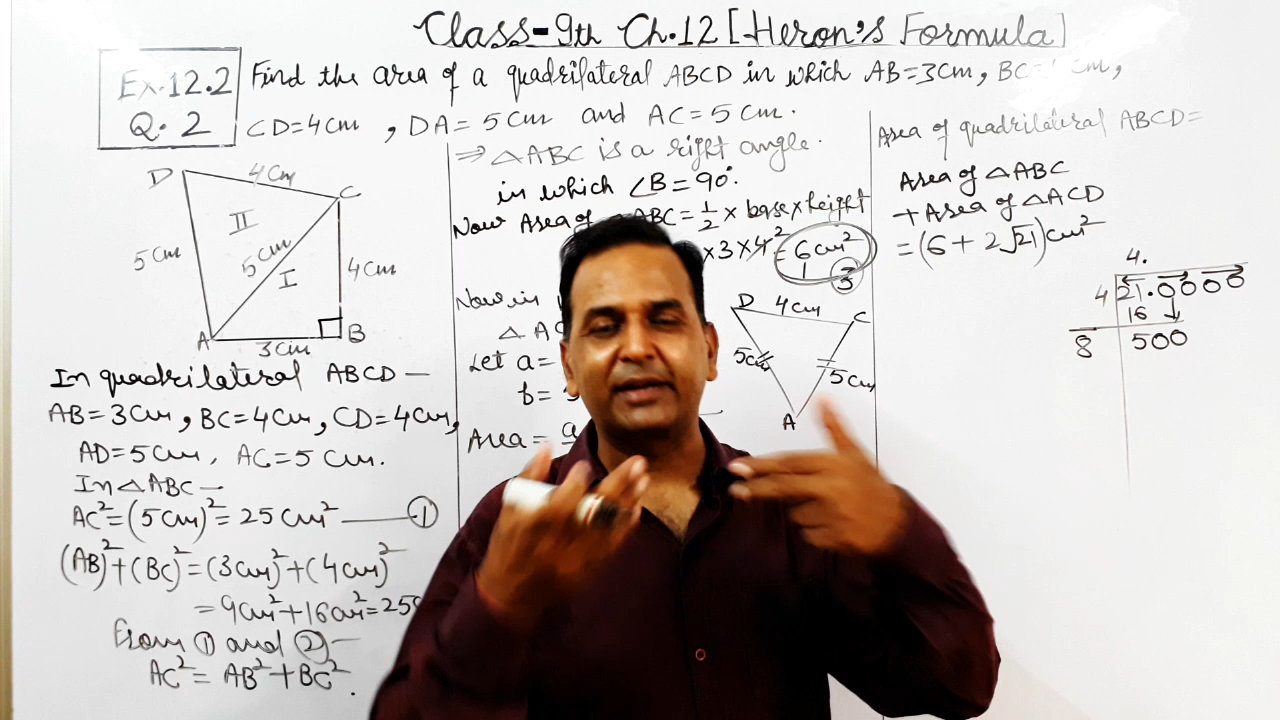 Class-9th Ch.12 [Heron's Formula]
Ex.12.2
Q. 2
Find the area of a quadrilateral ABCD in which AB=3cm, BC= cm,
CD=4cm, DA=5cm and AC=5cm.
D
4cm
C
II
5cm
5cm
I
4cm
A
3cm
B
In quadrilateral ABCD —
AB=3cm, BC=4cm, CD=4cm,
AD=5cm, AC=5cm.
In △ABC —
AC²=(5cm)²=25cm² —— ①
(AB)²+(BC)²=(3cm)²+(4cm)²
=9cm²+16cm²=25
From ① and ② —
AC²=AB²+BC².
⇒ △ABC is a right angle.
in which ∠B=90°.
Now Area of △ABC=1/2 × base × height
×3×4² = 6cm²
1
③
Now in
△ AC
Let a=
b=
Area = a
D
4cm
C
5cm
5cm
A
Area of quadrilateral ABCD=
Area of △ABC
+ Area of △ACD
=(6+2√21)cm²
4.
4
21.0000
16
8
500